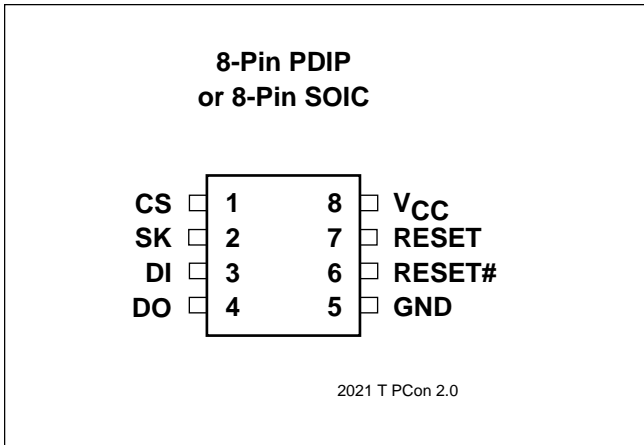 8-Pin PDIP
or 8-Pin SOIC
CS 1 8 VCC
SK 2 7 RESET
DI 3 6 RESET#
DO 4 5 GND
2021 T PCon 2.0